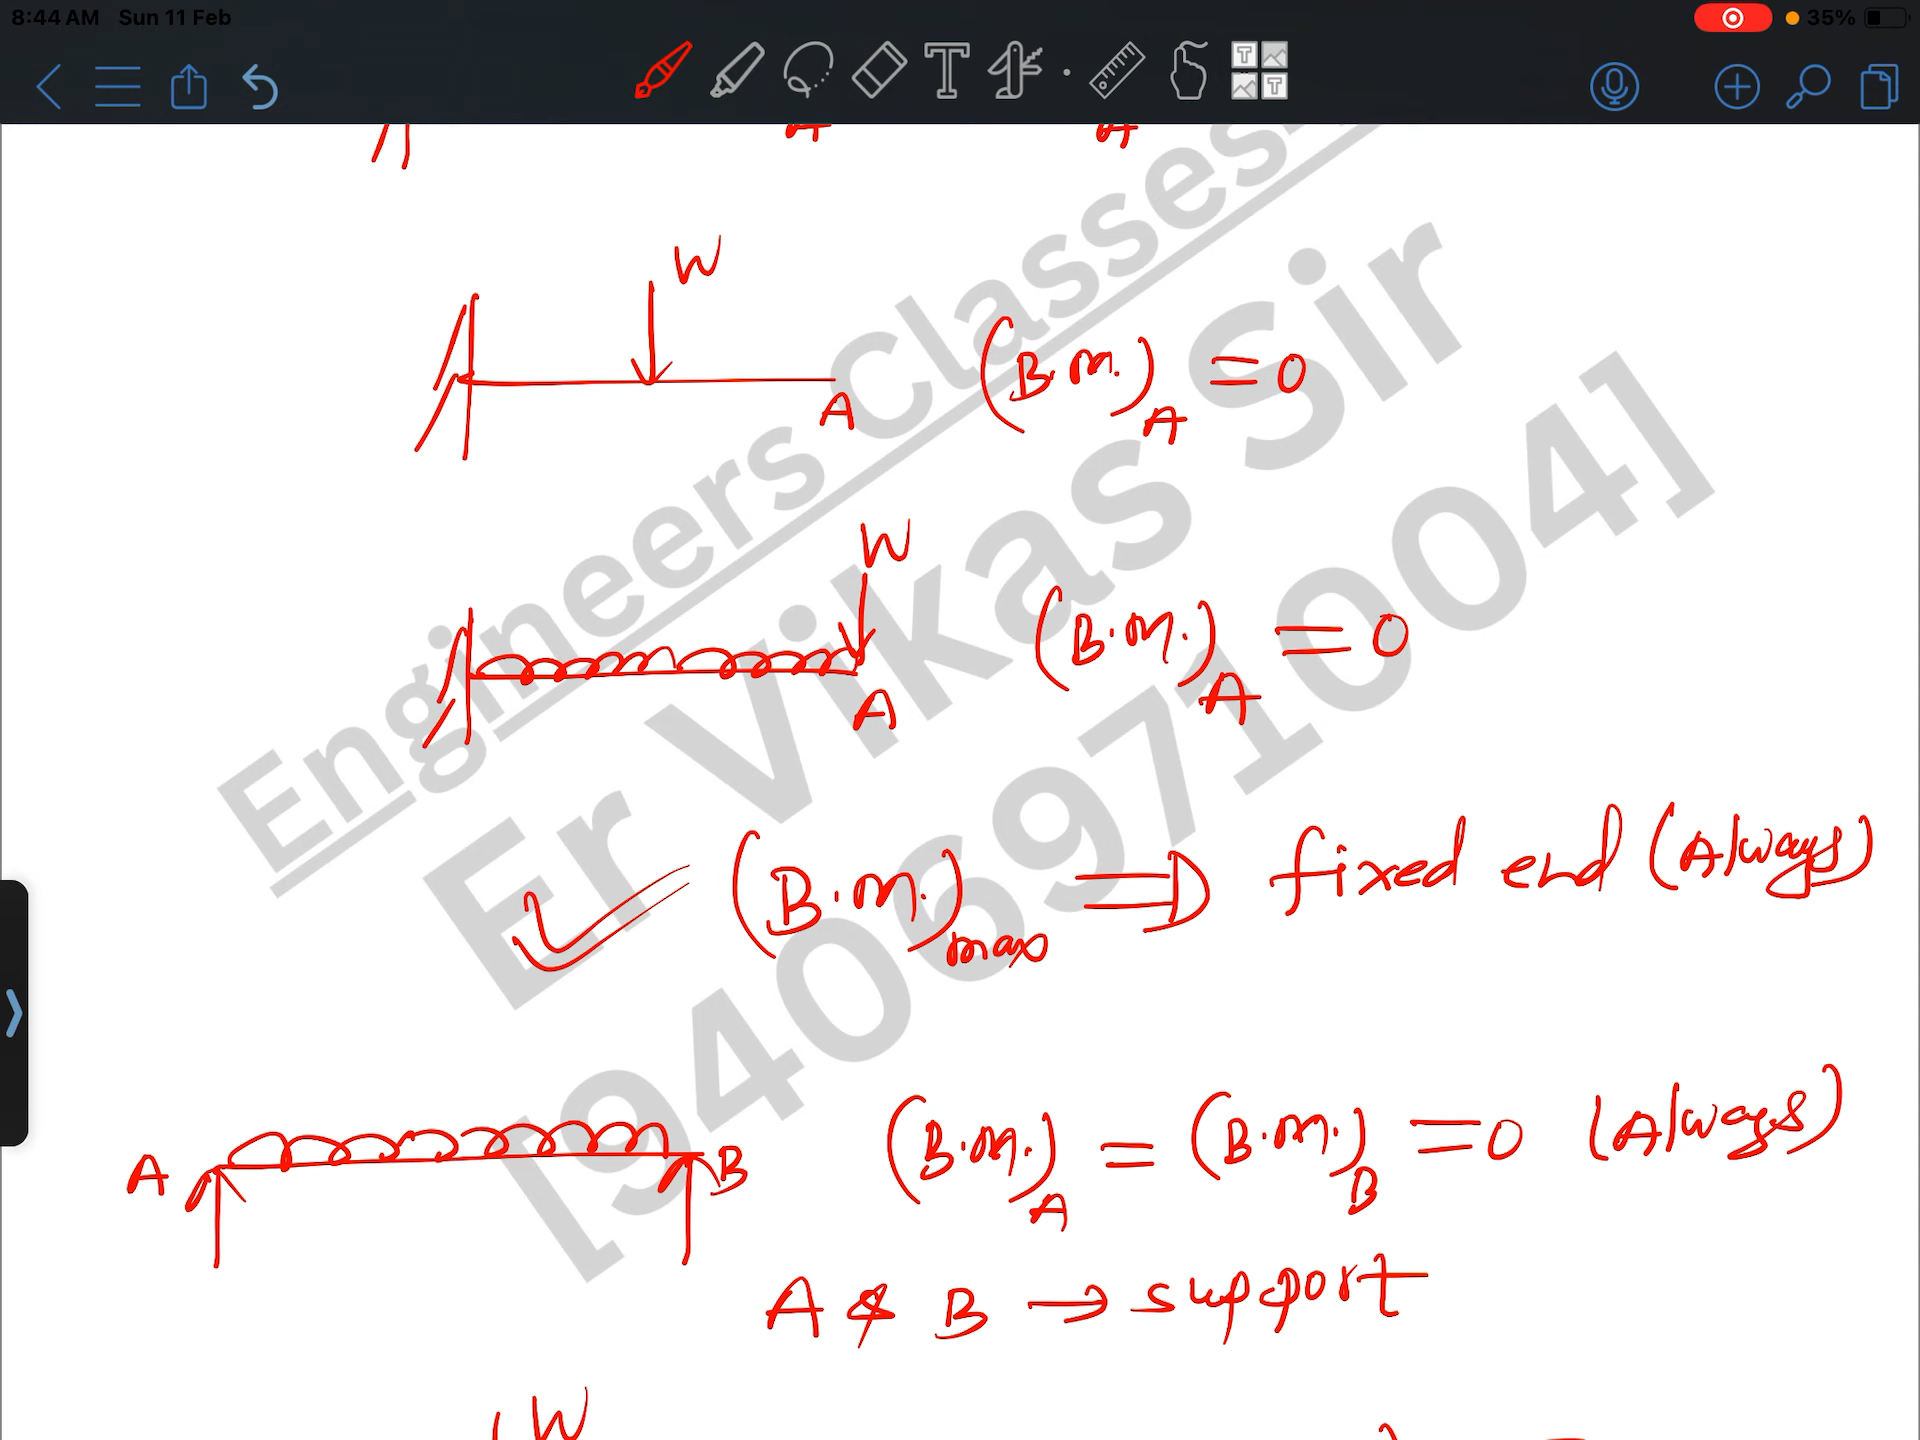 8:44 AM Sun 11 Feb
35%
W
A
(B.M.)A = 0
W
A
(B.M.)A = 0
(B.M.)max ⇒ fixed end (Always)
A
B
(B.M.)A = (B.M.)B = 0 (Always)
A & B → support
W
Engineers Classes
Er Vikas Sir
[9406971004]